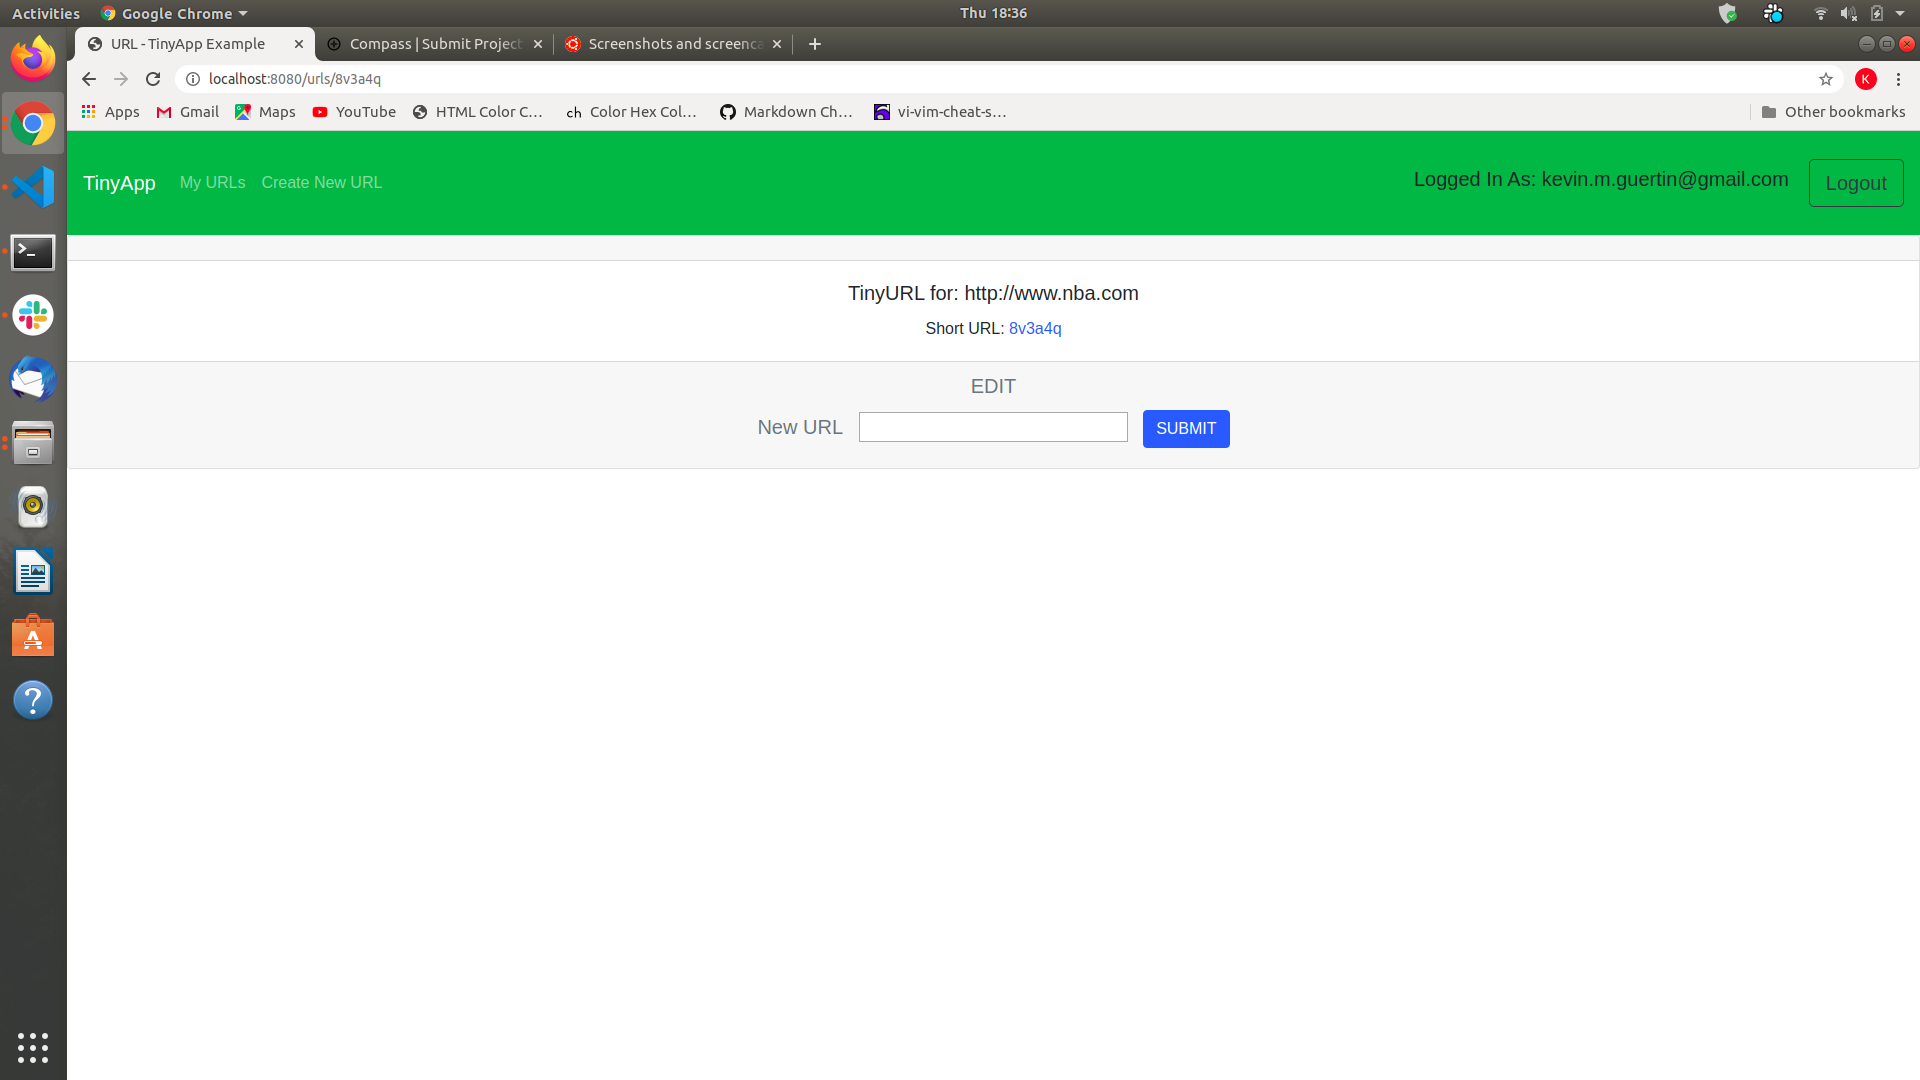 Activities
Google Chrome
Thu 18:36
URL - TinyApp Example
Compass | Submit Project
Screenshots and screenca
localhost:8080/urls/8v3a4q
K
Apps
Gmail
Maps
YouTube
HTML Color C...
ch
Color Hex Col...
Markdown Ch...
vi-vim-cheat-s...
Other bookmarks
TinyApp
My URLs
Create New URL
Logged In As: kevin.m.guertin@gmail.com
Logout
TinyURL for: http://www.nba.com
Short URL: 8v3a4q
EDIT
New URL
SUBMIT